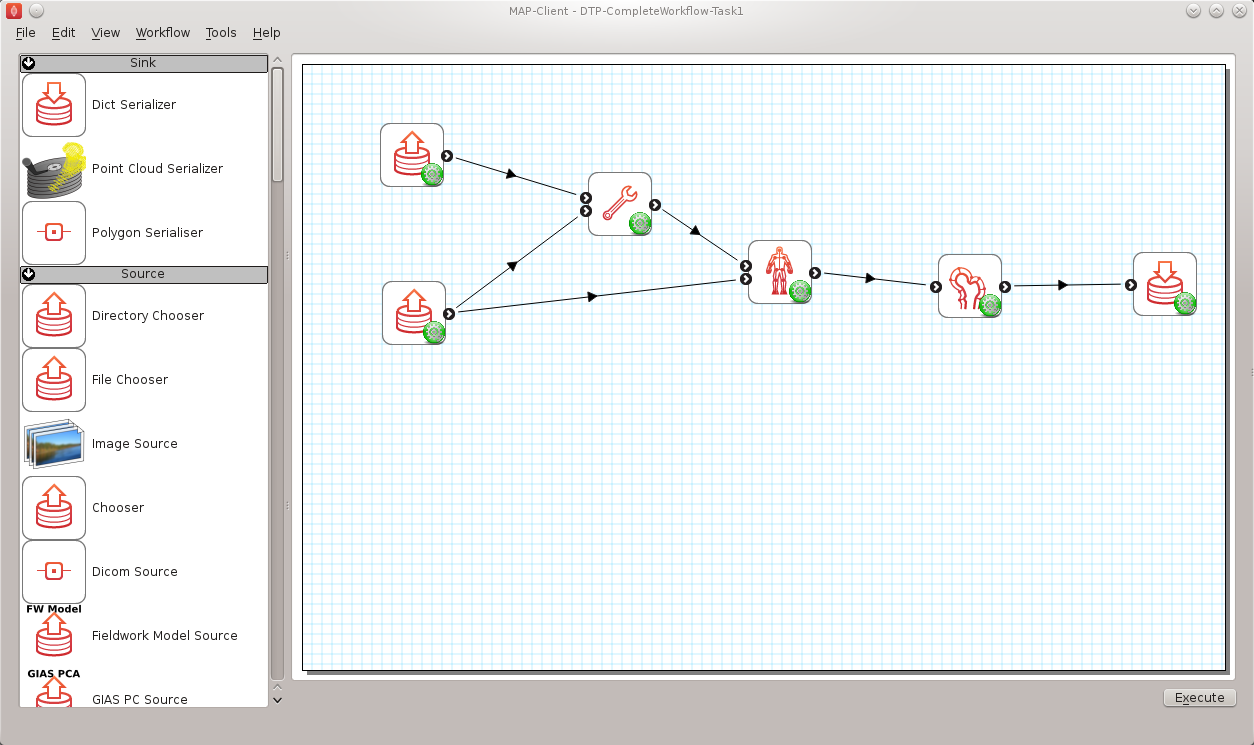 MAP-Client - DTP-CompleteWorkflow-Task1
File Edit View Workflow Tools Help
Sink
Dict Serializer
Point Cloud Serializer
Polygon Serialiser
Source
Directory Chooser
File Chooser
Image Source
Chooser
Dicom Source
FW Model
Fieldwork Model Source
GIAS PCA
GIAS PC Source
Execute